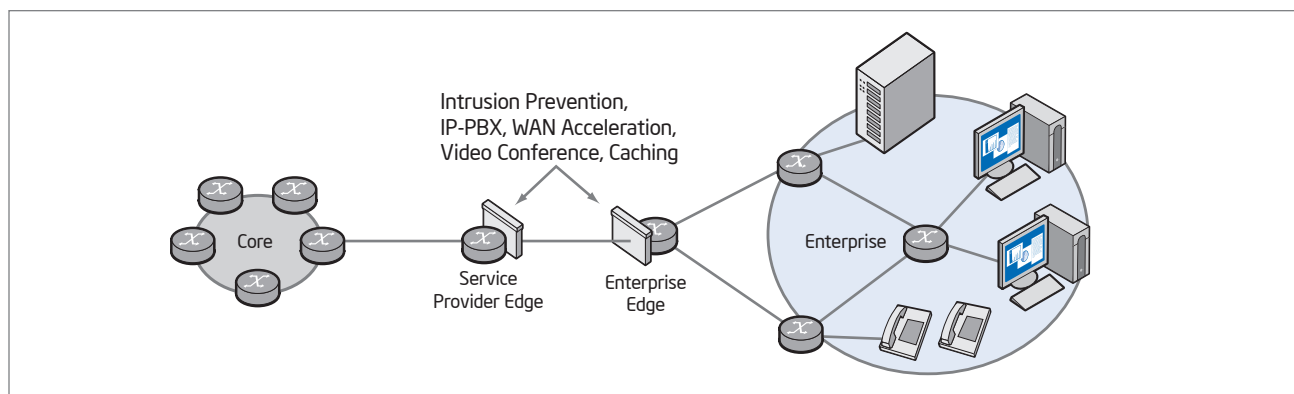 Intrusion Prevention,
IP-PBX, WAN Acceleration,
Video Conference, Caching
Core
Service
Provider Edge
Enterprise
Edge
Enterprise